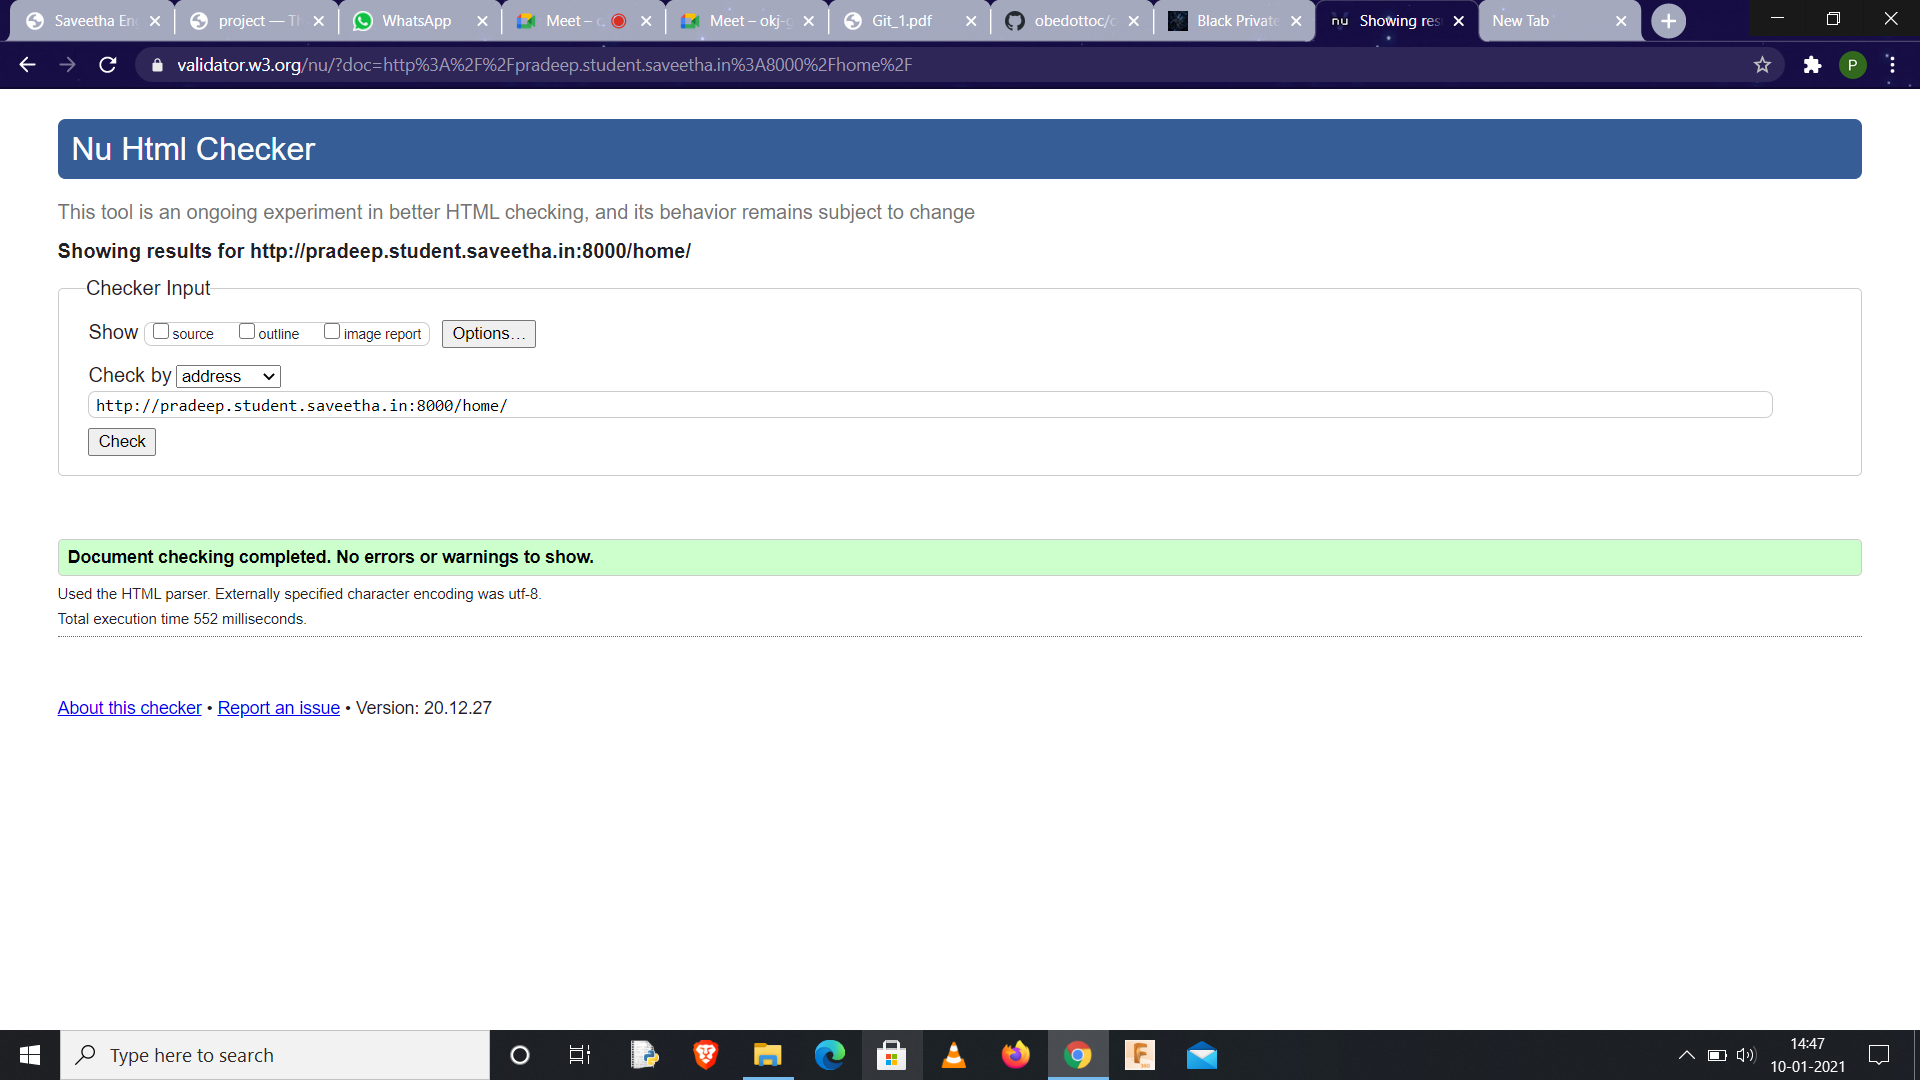 Saveetha En
project — Th
WhatsApp
Meet –
Meet – okj-
Git_1.pdf
obedottoc/
Black Private
nu Showing res
New Tab
validator.w3.org/nu/?doc=http%3A%2F%2Fpradeep.student.saveetha.in%3A8000%2Fhome%2F
P
Nu Html Checker
This tool is an ongoing experiment in better HTML checking, and its behavior remains subject to change
Showing results for http://pradeep.student.saveetha.in:8000/home/
Checker Input
Show source outline image report Options...
Check by address
http://pradeep.student.saveetha.in:8000/home/
Check
Document checking completed. No errors or warnings to show.
Used the HTML parser. Externally specified character encoding was utf-8.
Total execution time 552 milliseconds.
About this checker • Report an issue • Version: 20.12.27
Type here to search
14:47
10-01-2021